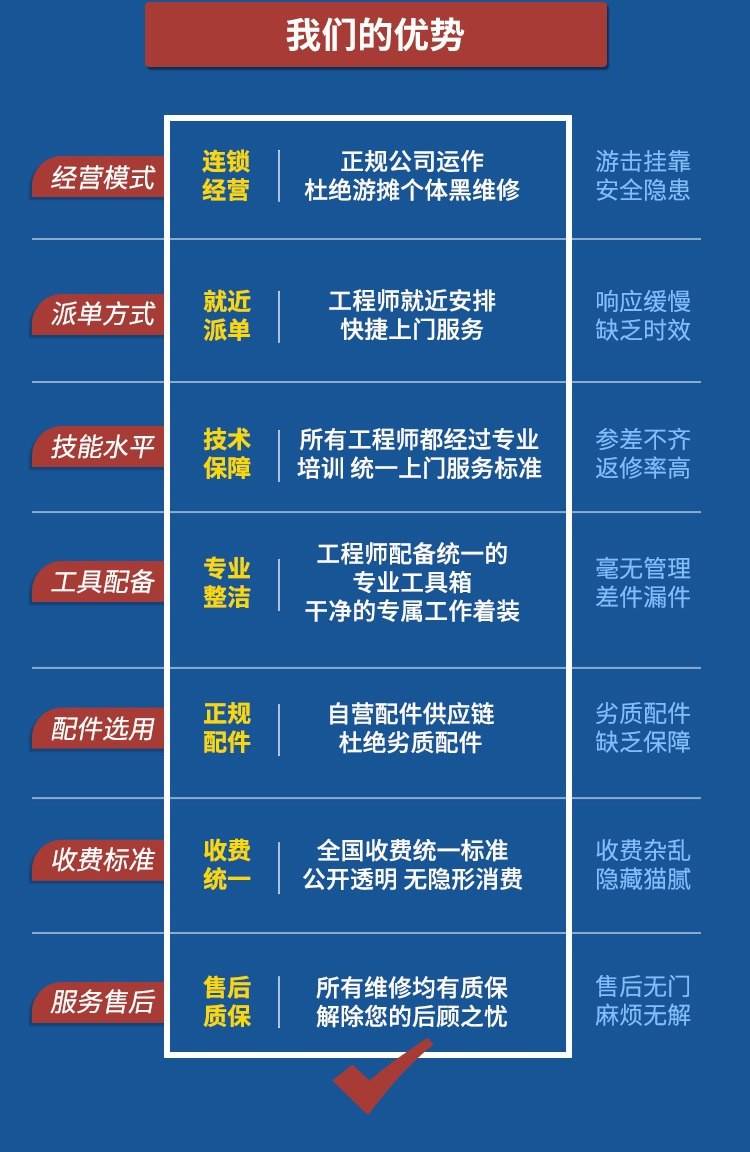 我们的优势
经营模式
连锁
经营
正规公司运作
杜绝游摊个体黑维修
游击挂靠
安全隐患
派单方式
就近
派单
工程师就近安排
快捷上门服务
响应缓慢
缺乏时效
技能水平
技术
保障
所有工程师都经过专业
培训 统一上门服务标准
参差不齐
返修率高
工具配备
专业
整洁
工程师配备统一的
专业工具箱
干净的专属工作着装
毫无管理
差件漏件
配件选用
正规
配件
自营配件供应链
杜绝劣质配件
劣质配件
缺乏保障
收费标准
收费
统一
全国收费统一标准
公开透明 无隐形消费
收费杂乱
隐藏猫腻
服务售后
售后
质保
所有维修均有质保
解除您的后顾之忧
售后无门
麻烦无解